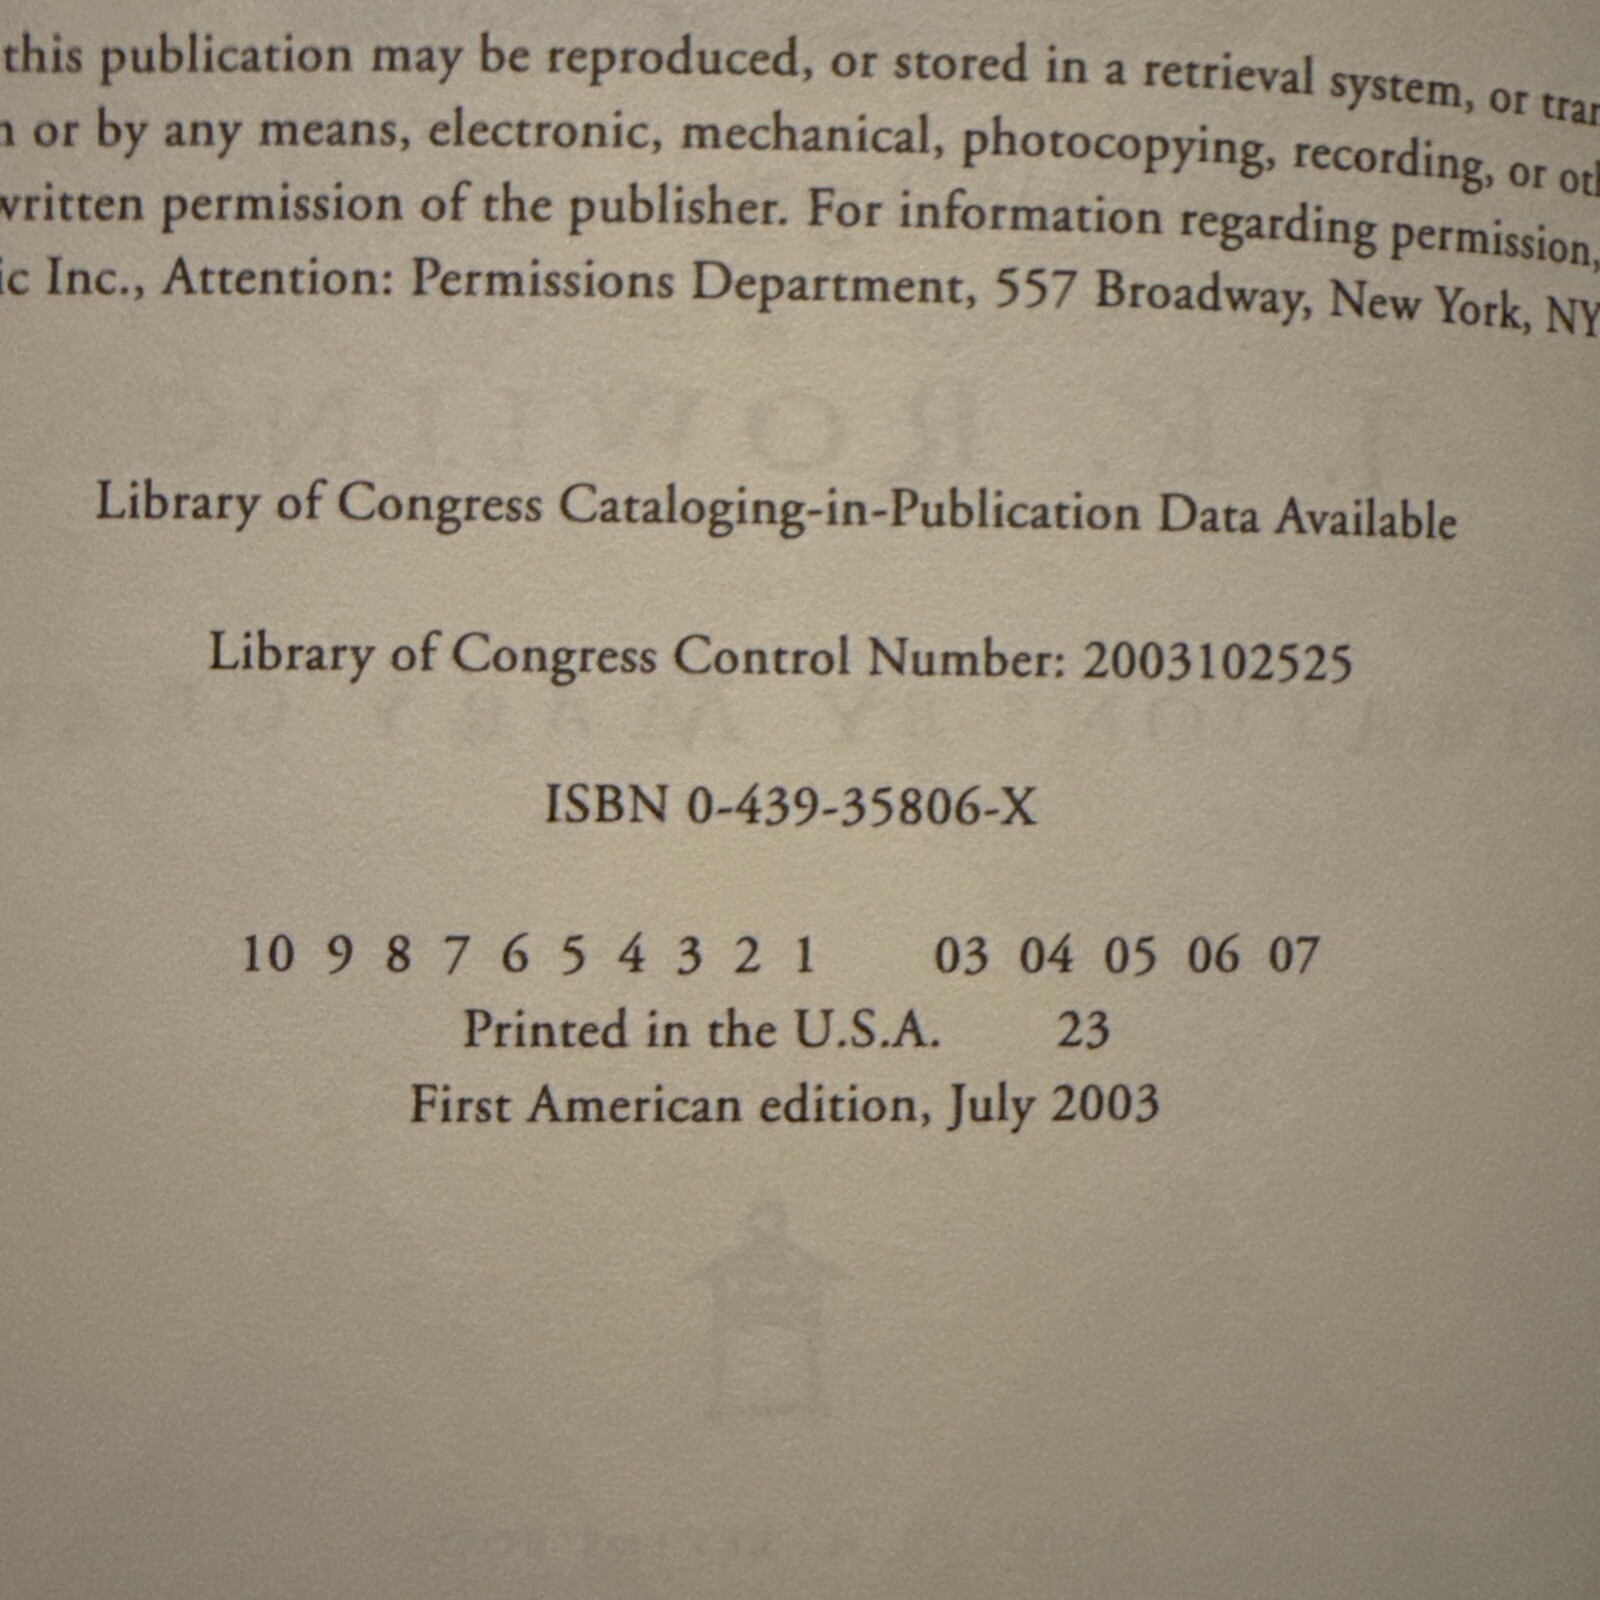 this publication may be reproduced, or stored in a retrieval system, or
or by any means, electronic, mechanical, photocopying, recording, or
written permission of the publisher. For information regarding permission,
Inc., Attention: Permissions Department, 557 Broadway, New York, NY
Library of Congress Cataloging-in-Publication Data Available
Library of Congress Control Number: 2003102525
ISBN 0-439-35806-X
10 9 8 7 6 5 4 3 2 1 03 04 05 06 07
Printed in the U.S.A. 23
First American edition, July 2003